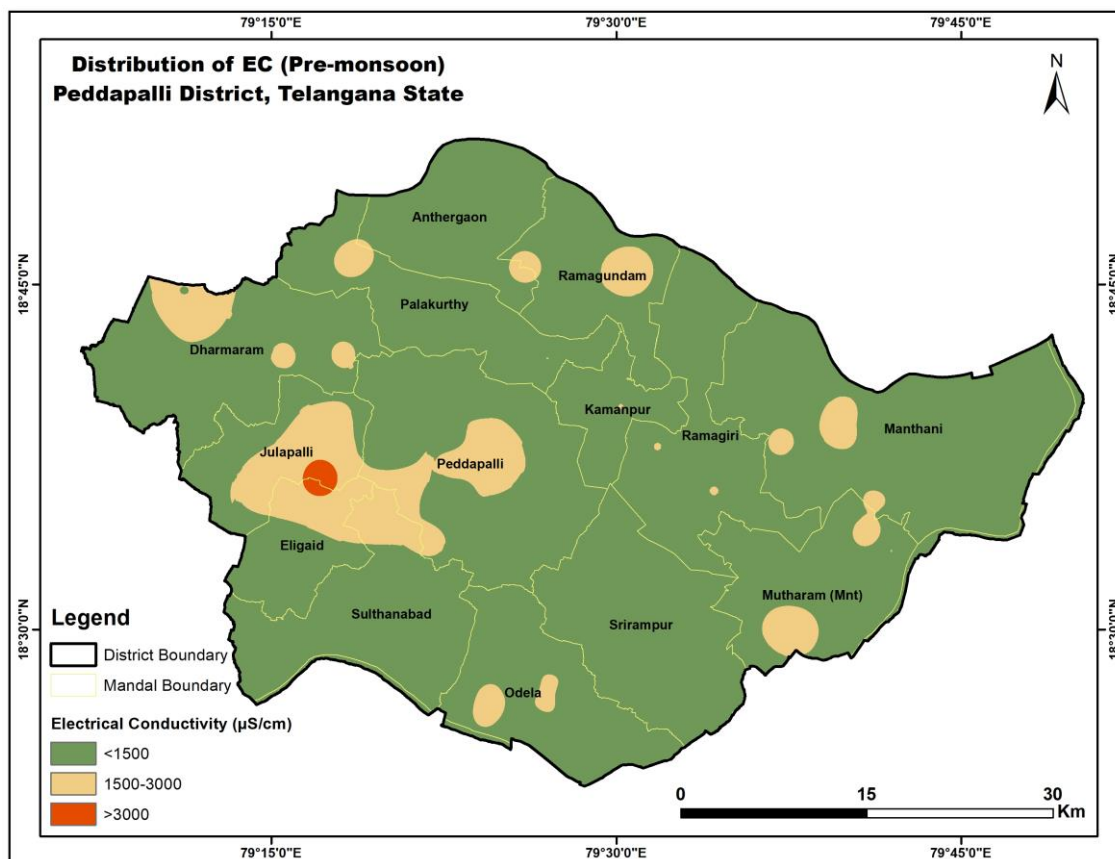 79°15'0"E 79°30'0"E 79°45'0"E
Distribution of EC (Pre-monsoon)
Peddapalli District, Telangana State
N
Anthergaon
Ramagundam
18°45'0"N 18°45'0"N
Palakurthy
Dharmaram
Kamanpur
Manthani
Ramagiri
Julapalli
Peddapalli
Eligaid
Mutharam (Mnt)
Sulthanabad
Srirampur
18°30'0"N 18°30'0"N
Odela
Legend
District Boundary
Mandal Boundary
Electrical Conductivity (µS/cm)
<1500
1500-3000
>3000
0 15 30
Km
79°15'0"E 79°30'0"E 79°45'0"E